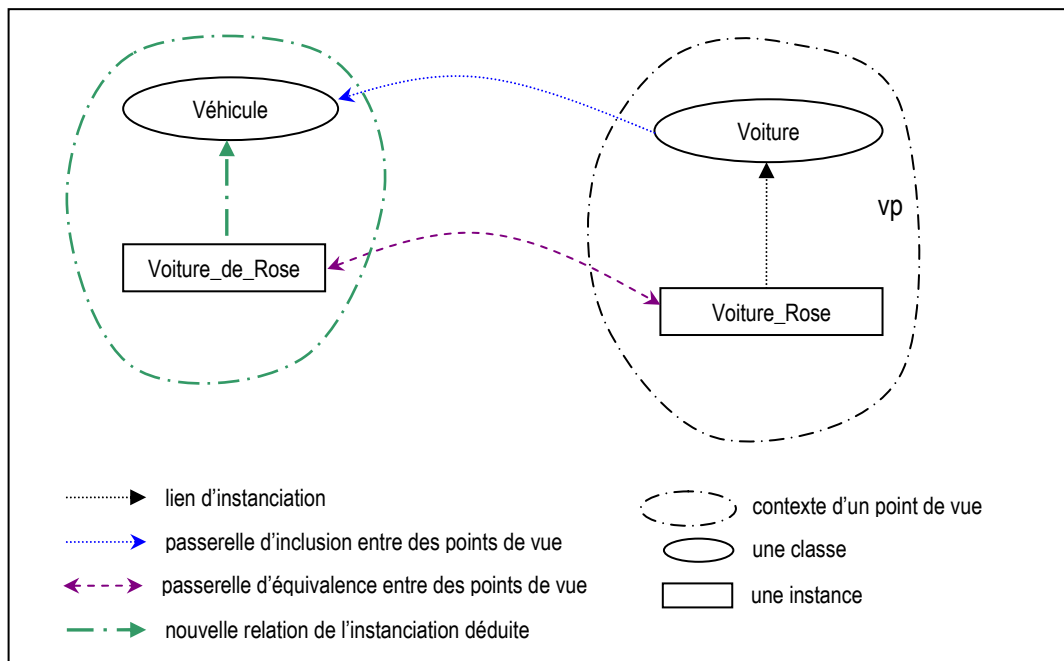 Véhicule
Voiture
vp
Voiture_de_Rose
Voiture_Rose
lien d'instanciation
passerelle d'inclusion entre des points de vue
passerelle d'équivalence entre des points de vue
nouvelle relation de l'instanciation déduite
contexte d'un point de vue
une classe
une instance